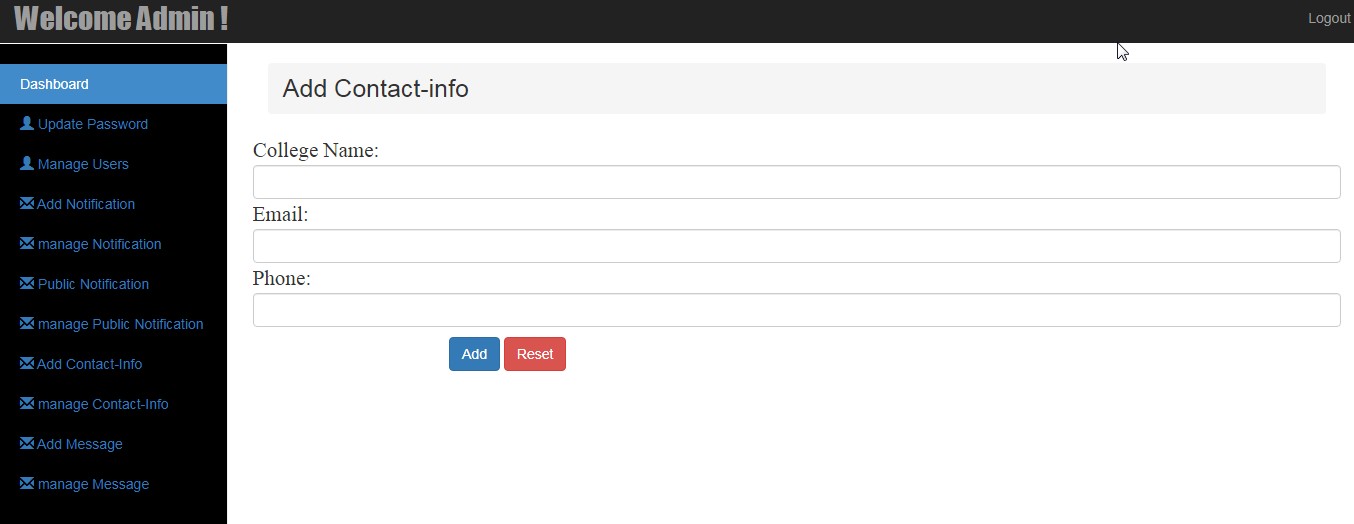 Welcome Admin !
Logout
Dashboard
Update Password
Manage Users
Add Notification
manage Notification
Public Notification
manage Public Notification
Add Contact-Info
manage Contact-Info
Add Message
manage Message
Add Contact-info
College Name:
Email:
Phone:
Add
Reset